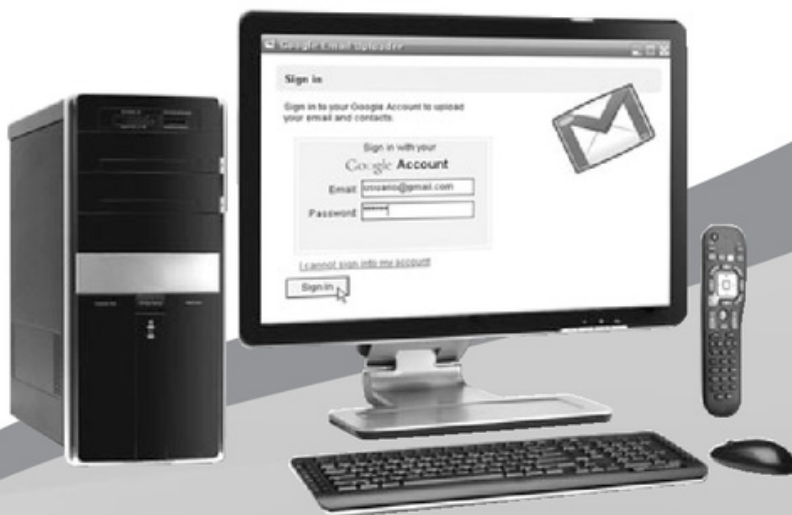 Google Email Uploader
Sign in
Sign in to your Google Account to upload
your email and contacts.
Sign in with your
Google Account
Email usuario@gmail.com
Password ******
I cannot sign into my account
Sign in